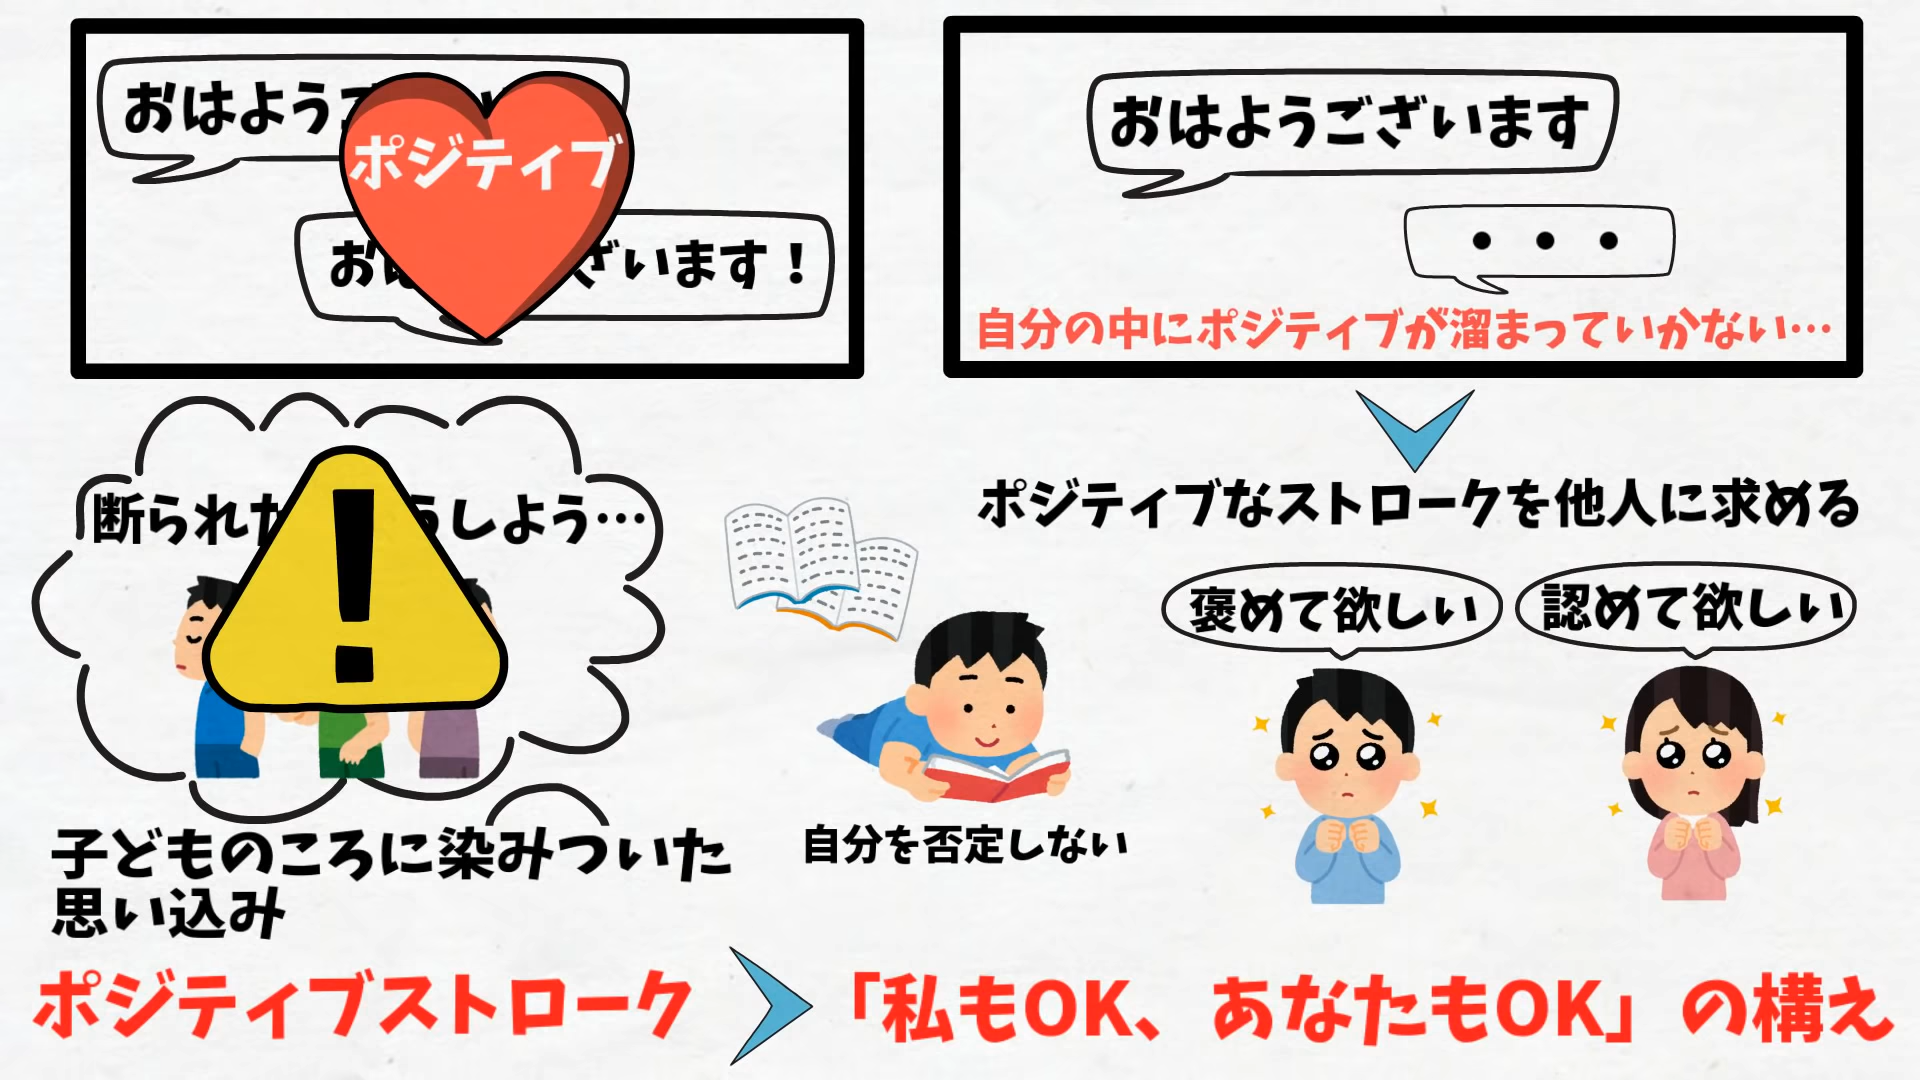 おはようご
ポジティブ
おは ざいます！
おはようございます
・・・
自分の中にポジティブが溜まっていかない…
断られた うしよう…
ポジティブなストロークを他人に求める
褒めて欲しい
認めて欲しい
子どものころに染みついた
思い込み
自分を否定しない
ポジティブストローク
「私もOK、あなたもOK」の構え